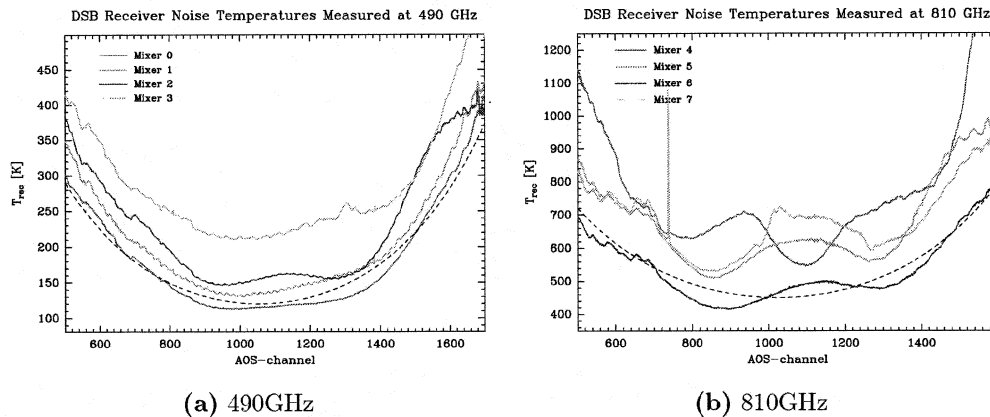 DSB Receiver Noise Temperatures Measured at 490 GHz
Mixer 0
Mixer 1
Mixer 2
Mixer 3
450
400
350
300
250
200
150
100
T_rec [K]
600 800 1000 1200 1400 1600
AOS-channel
(a) 490GHz
DSB Receiver Noise Temperatures Measured at 810 GHz
Mixer 4
Mixer 5
Mixer 6
Mixer 7
1200
1100
1000
900
800
700
600
500
400
T_rec [K]
600 800 1000 1200 1400
AOS-channel
(b) 810GHz